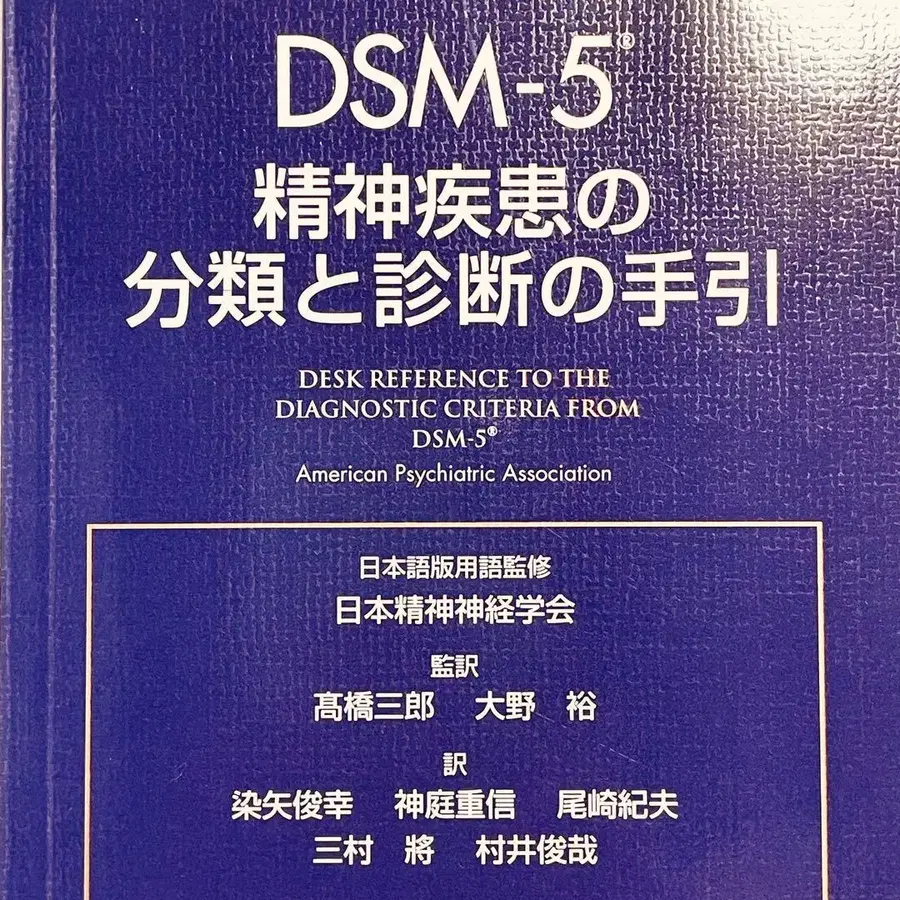 DSM-5®
精神疾患の
分類と診断の手引
DESK REFERENCE TO THE
DIAGNOSTIC CRITERIA FROM
DSM-5®
American Psychiatric Association
日本語版用語監修
日本精神神経学会
監訳
髙橋三郎 大野 裕
訳
染矢俊幸 神庭重信 尾崎紀夫
三村 將 村井俊哉